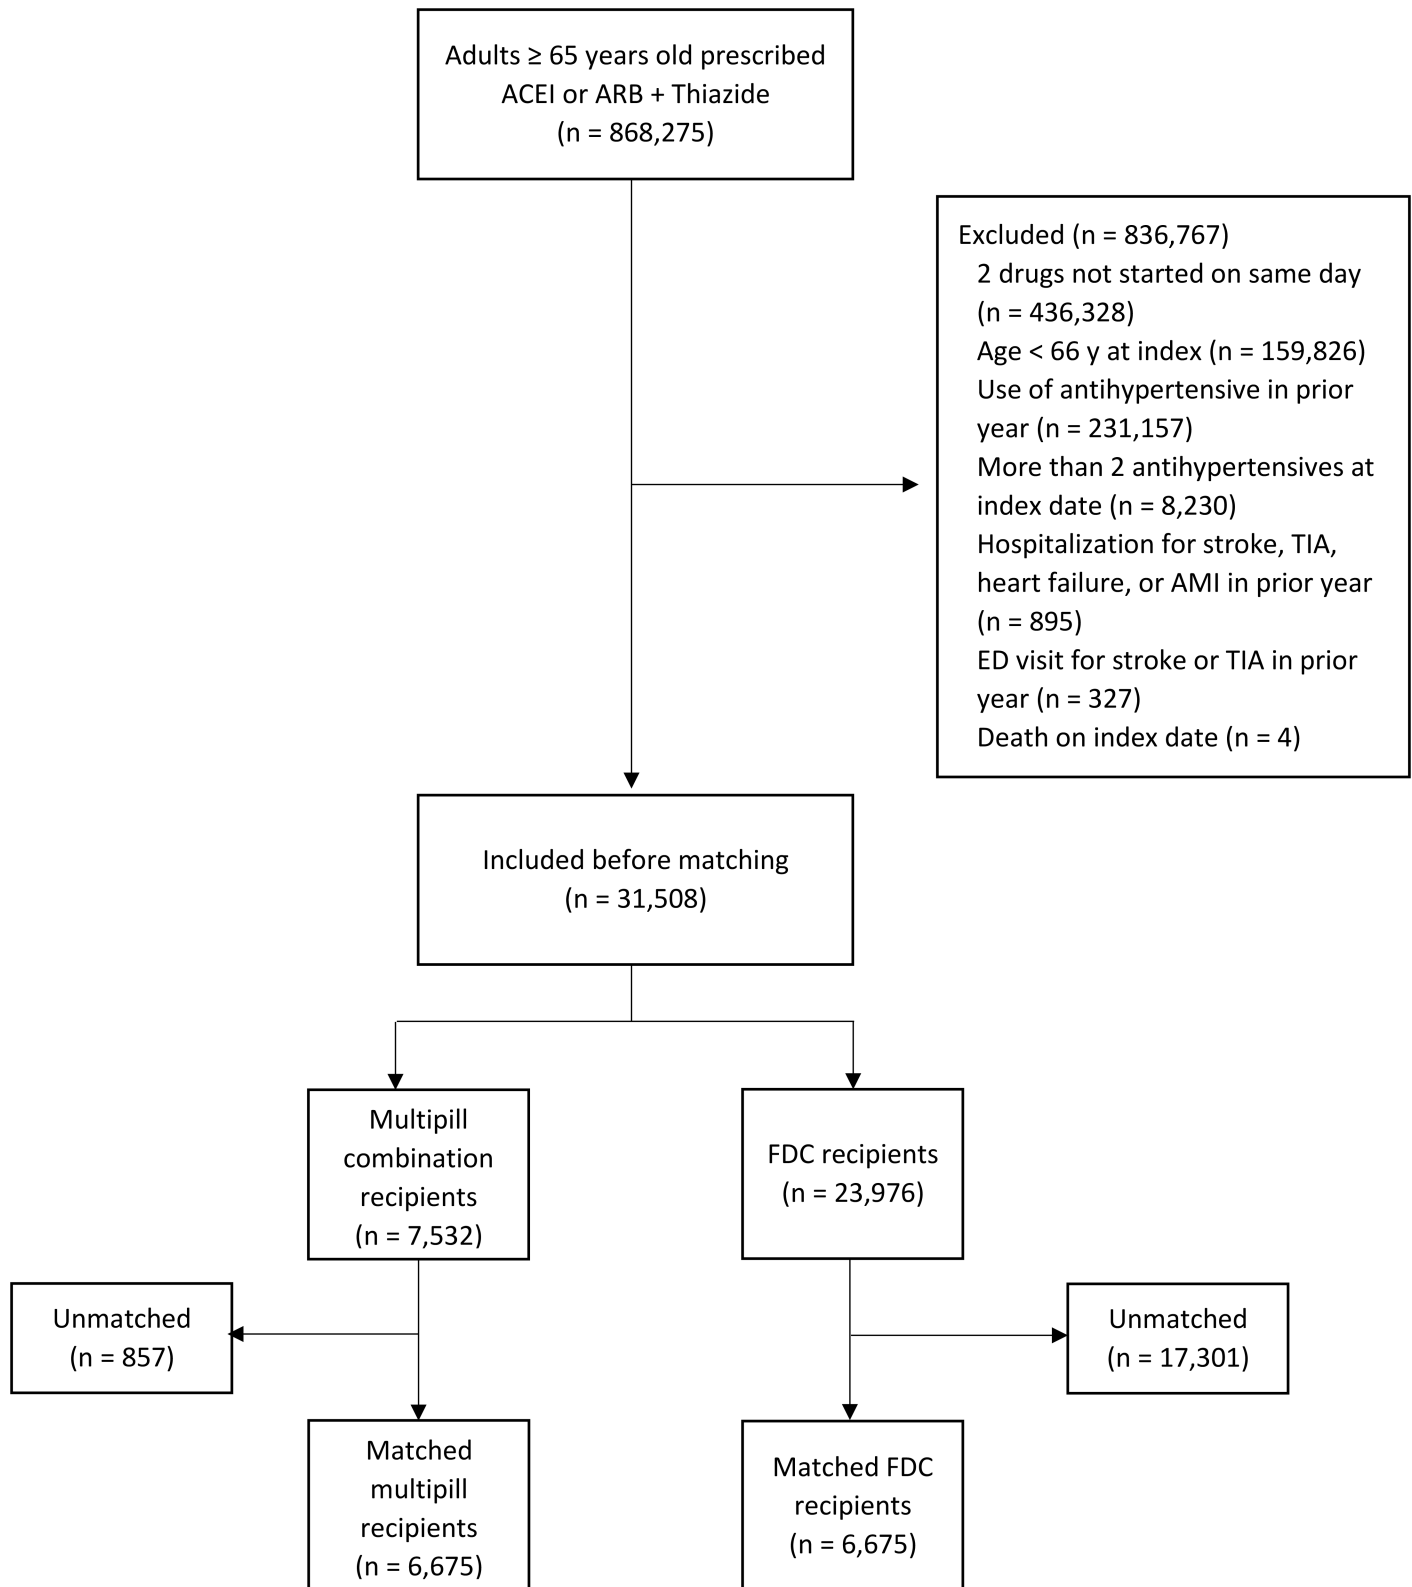 Adults ≥ 65 years old prescribed
ACEI or ARB + Thiazide
(n = 868,275)
Excluded (n = 836,767)
2 drugs not started on same day
(n = 436,328)
Age < 66 y at index (n = 159,826)
Use of antihypertensive in prior
year (n = 231,157)
More than 2 antihypertensives at
index date (n = 8,230)
Hospitalization for stroke, TIA,
heart failure, or AMI in prior year
(n = 895)
ED visit for stroke or TIA in prior
year (n = 327)
Death on index date (n = 4)
Included before matching
(n = 31,508)
Multipill
combination
recipients
(n = 7,532)
FDC recipients
(n = 23,976)
Unmatched
(n = 857)
Unmatched
(n = 17,301)
Matched
multipill
recipients
(n = 6,675)
Matched FDC
recipients
(n = 6,675)